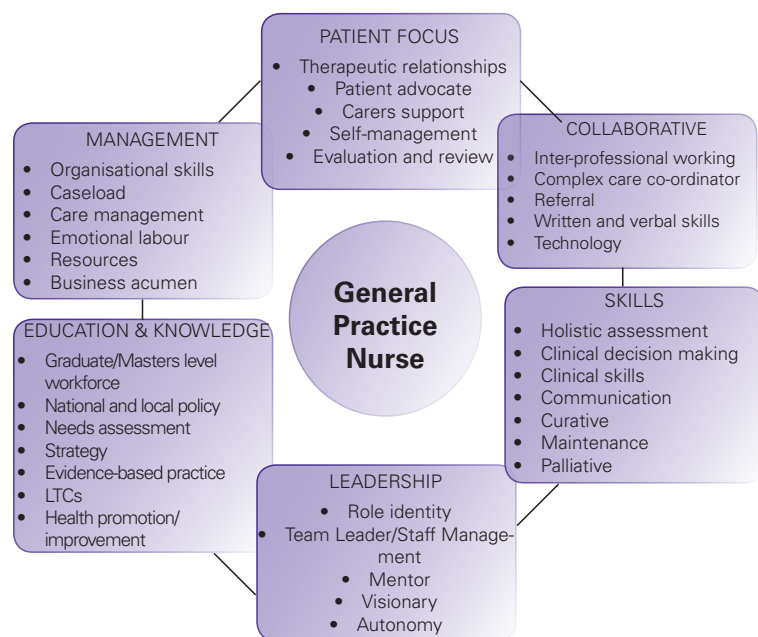 PATIENT FOCUS
• Therapeutic relationships
• Patient advocate
• Carers support
• Self-management
• Evaluation and review
COLLABORATIVE
• Inter-professional working
• Complex care co-ordinator
• Referral
• Written and verbal skills
• Technology
SKILLS
• Holistic assessment
• Clinical decision making
• Clinical skills
• Communication
• Curative
• Maintenance
• Palliative
LEADERSHIP
• Role identity
• Team Leader/Staff Manage-
ment
• Mentor
• Visionary
• Autonomy
EDUCATION & KNOWLEDGE
• Graduate/Masters level
workforce
• National and local policy
• Needs assessment
• Strategy
• Evidence-based practice
• LTCs
• Health promotion/
improvement
MANAGEMENT
• Organisational skills
• Caseload
• Care management
• Emotional labour
• Resources
• Business acumen
General
Practice
Nurse